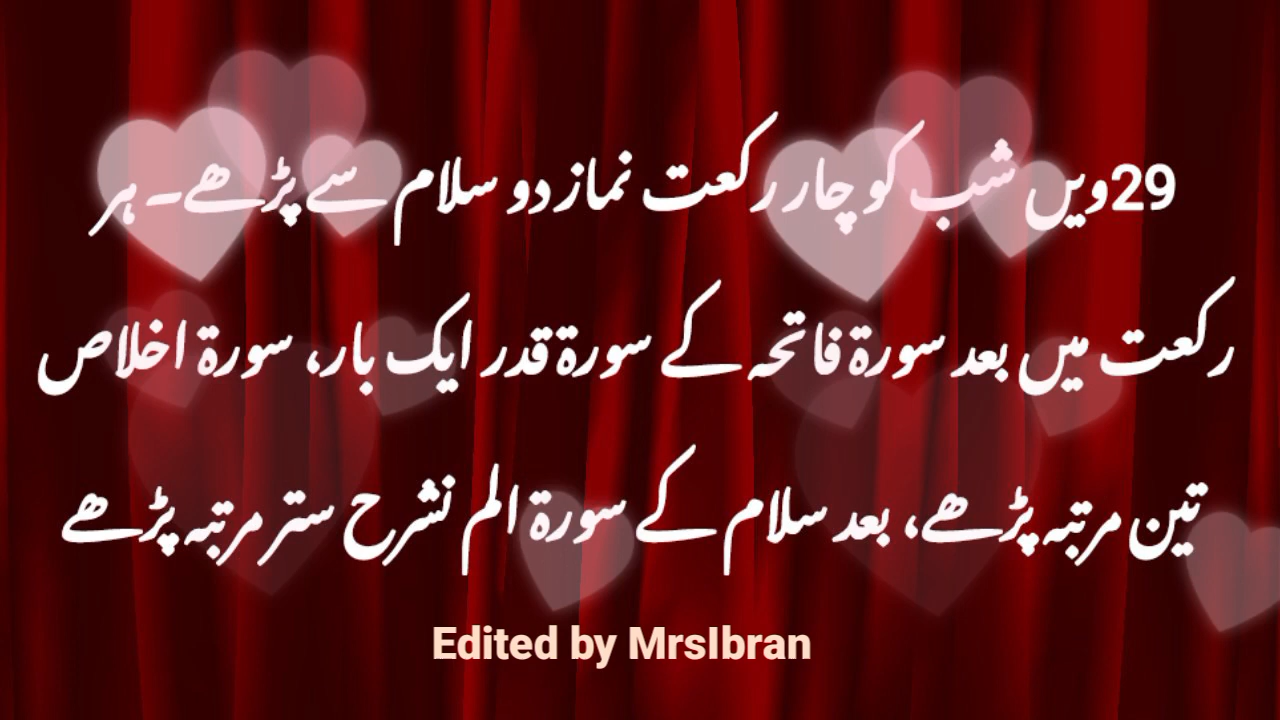 29ویں شب کو چار رکعت نماز دو سلام سے پڑھے۔ ہر
رکعت میں بعد سورۃ فاتحہ کے سورۃ قدر ایک بار، سورۃ اخلاص
تین مرتبہ پڑھے، بعد سلام کے سورۃ الم نشرح ستر مرتبہ پڑھے
Edited by MrsIbran